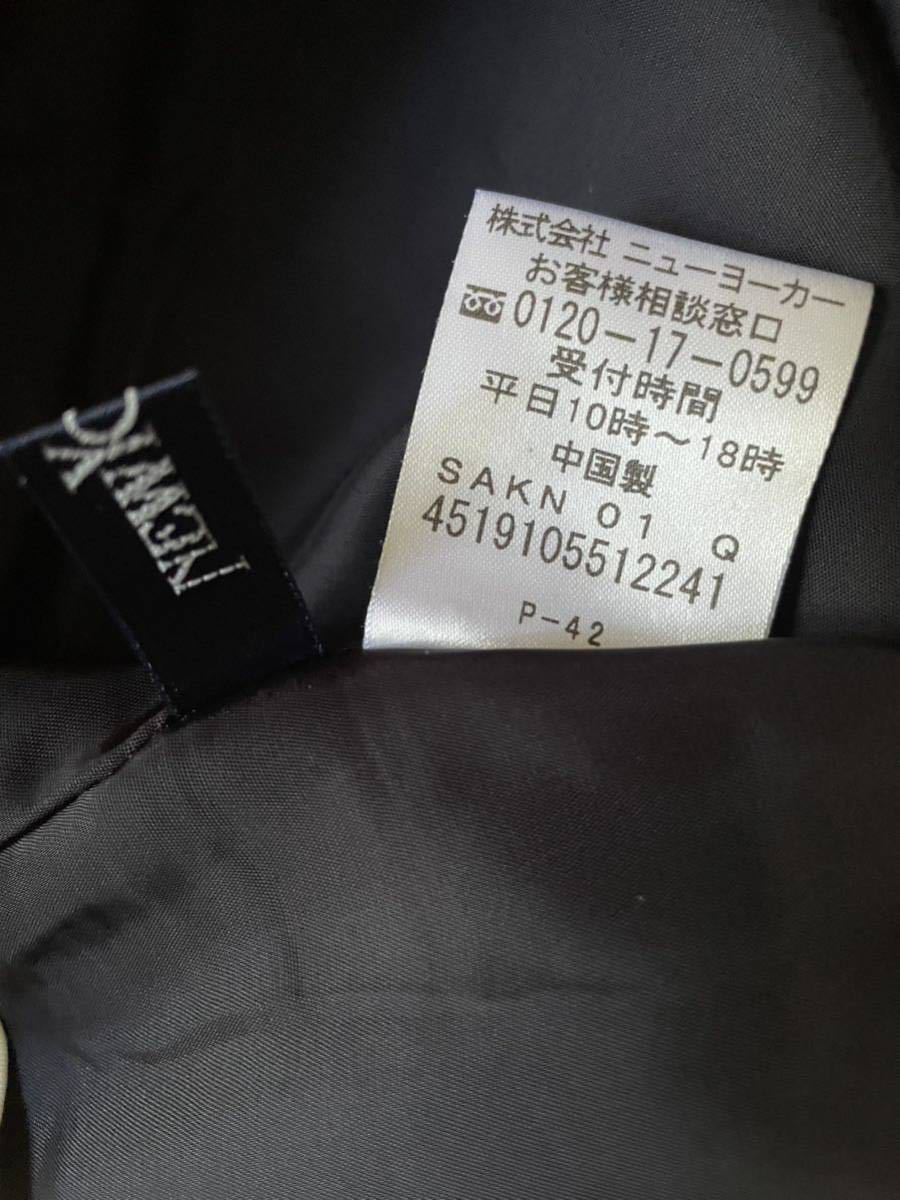 株式会社 ニューヨーカー
お客様相談窓口
0120-17-0599
受付時間
平日10時～18時
中国製
SAKN 01 Q
4519105512241
P-42